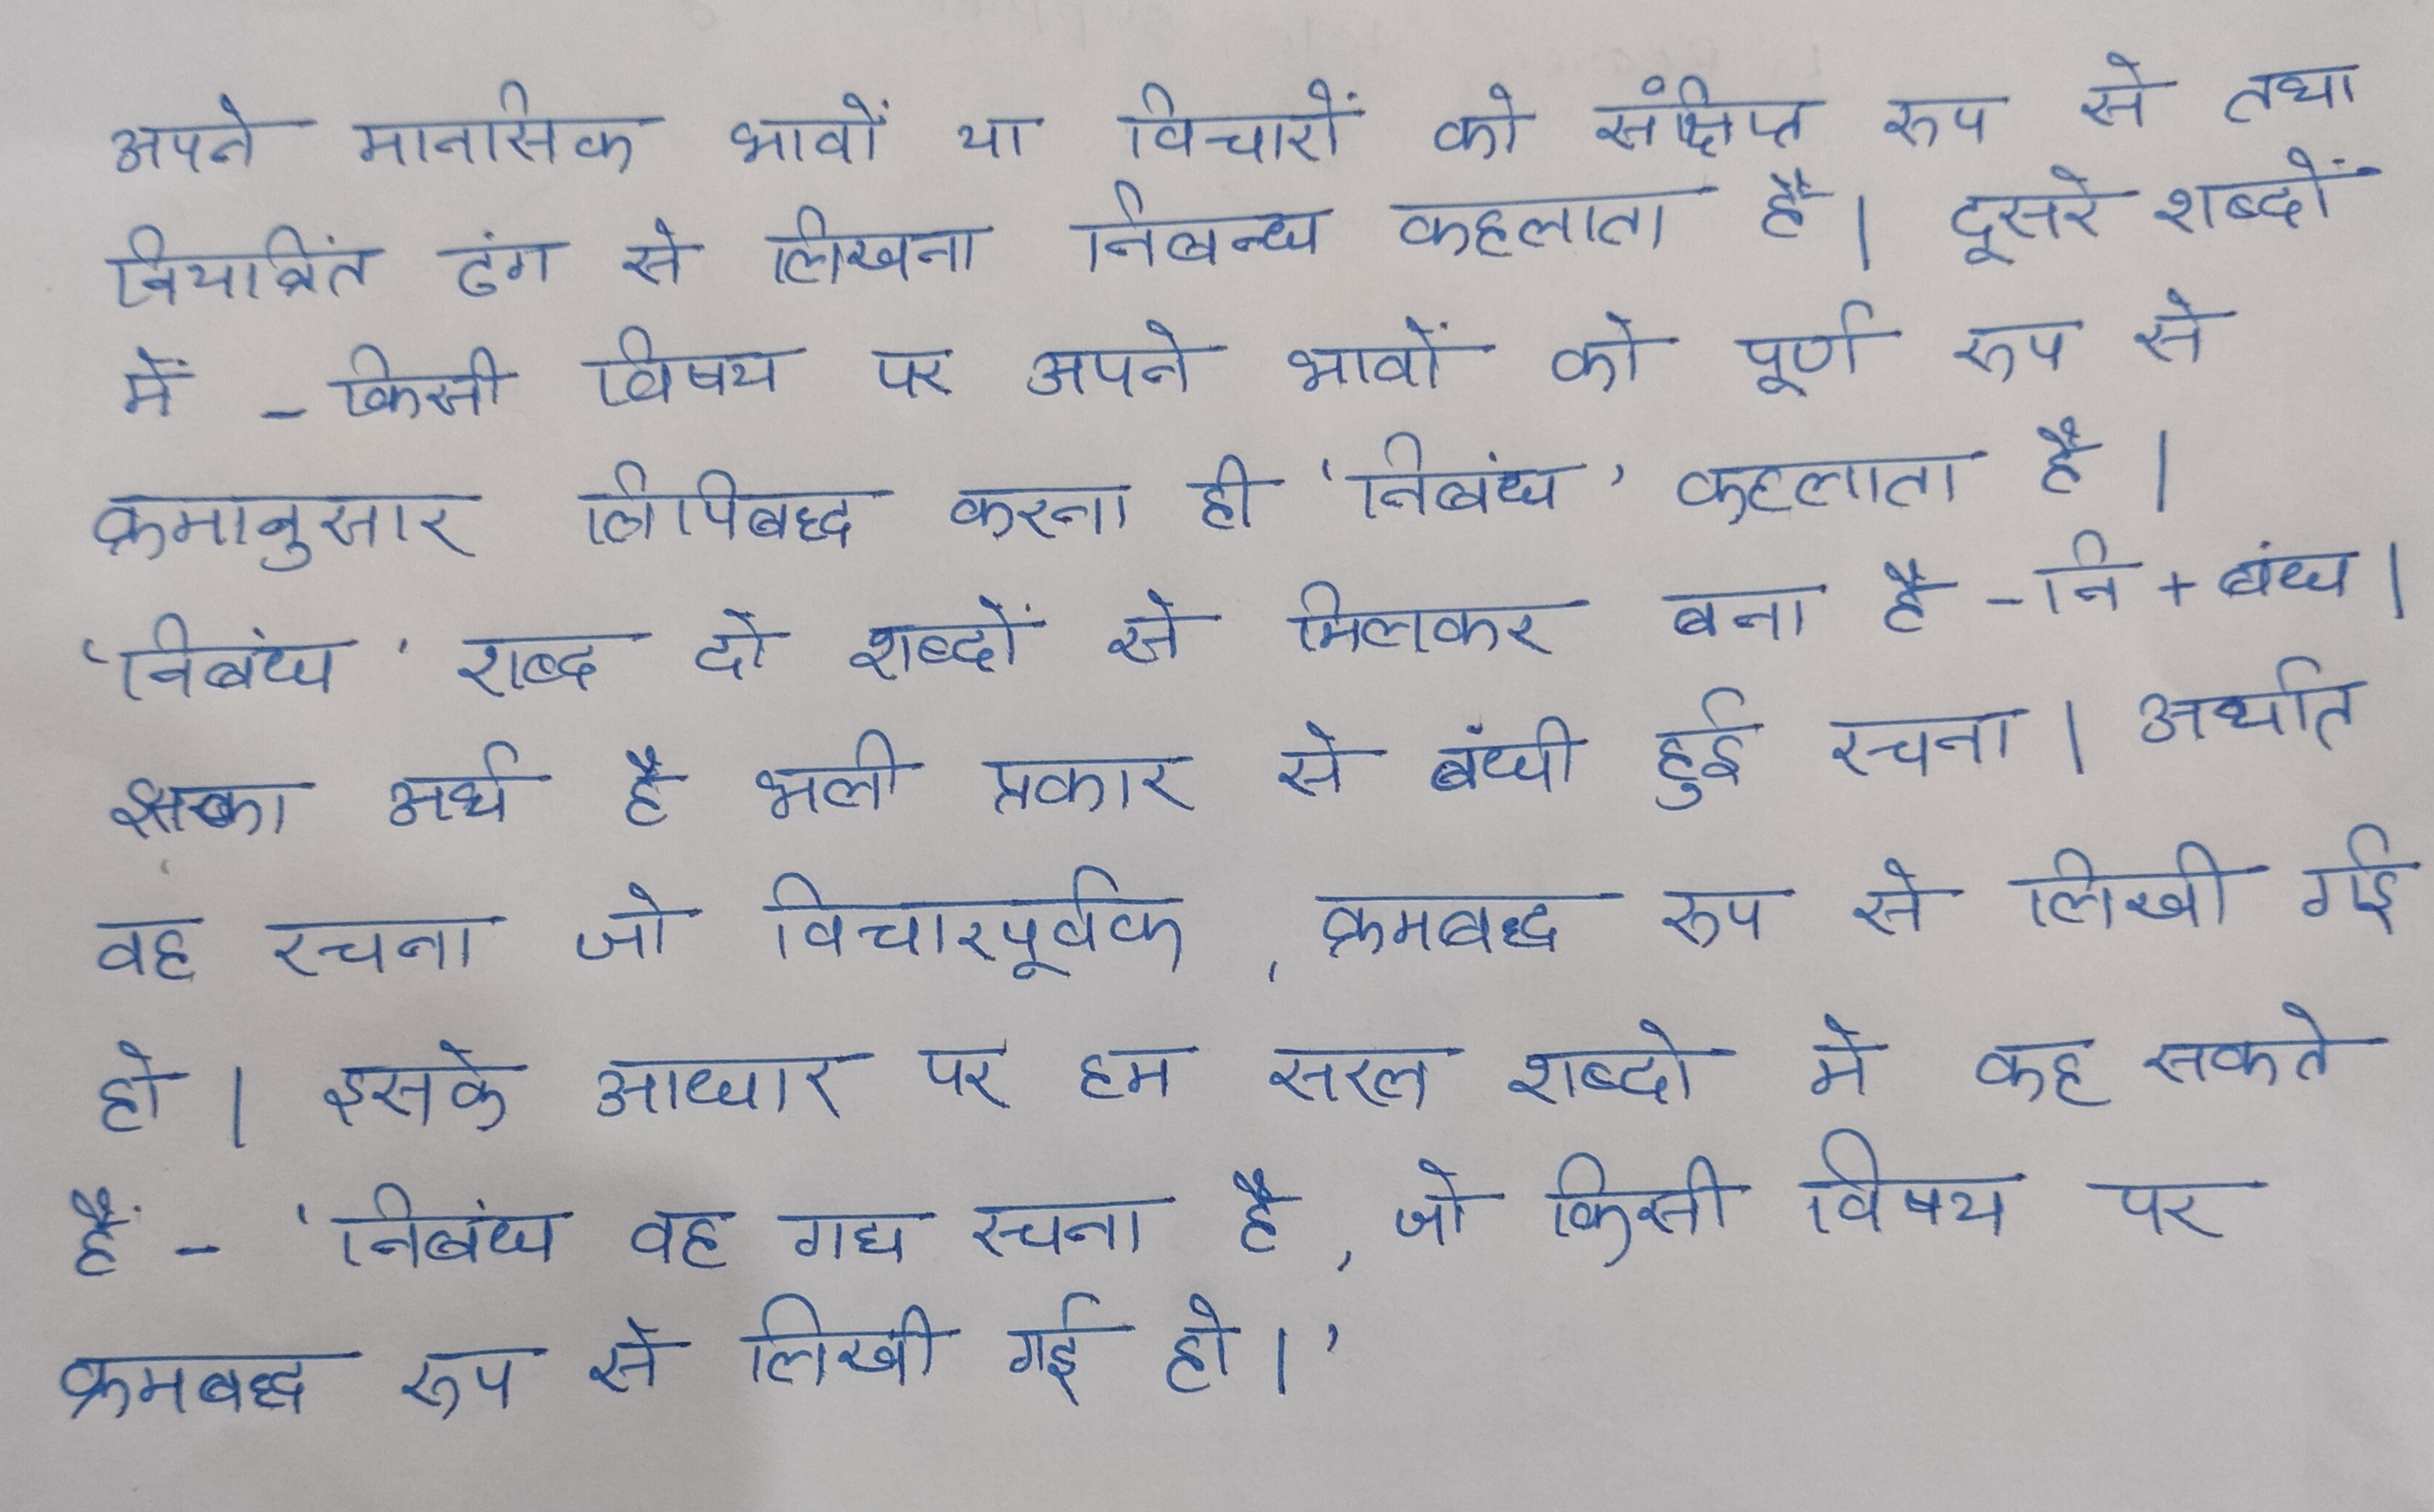 अपने मानसिक भावों या विचारों को संक्षिप्त रूप से तथा
नियात्रिंत ढंग से लिखना निबन्ध कहलाता है। दूसरे शब्दों
में - किसी विषय पर अपने भावों को पूर्ण रूप से
क्रमानुसार लिपिबद्ध करना ही 'निबंध' कहलाता है।
'निबंध' शब्द दो शब्दों से मिलकर बना है - नि + बंध।
इसका अर्थ है भली प्रकार से बंधी हुई रचना। अर्थात
वह रचना जो विचारपूर्वक, क्रमबद्ध रूप से लिखी गई
हो। इसके आधार पर हम सरल शब्दो मे कह सकते
हैं - 'निबंध वह गद्य रचना है, जो किसी विषय पर
क्रमबद्ध रूप से लिखी गई हो।'